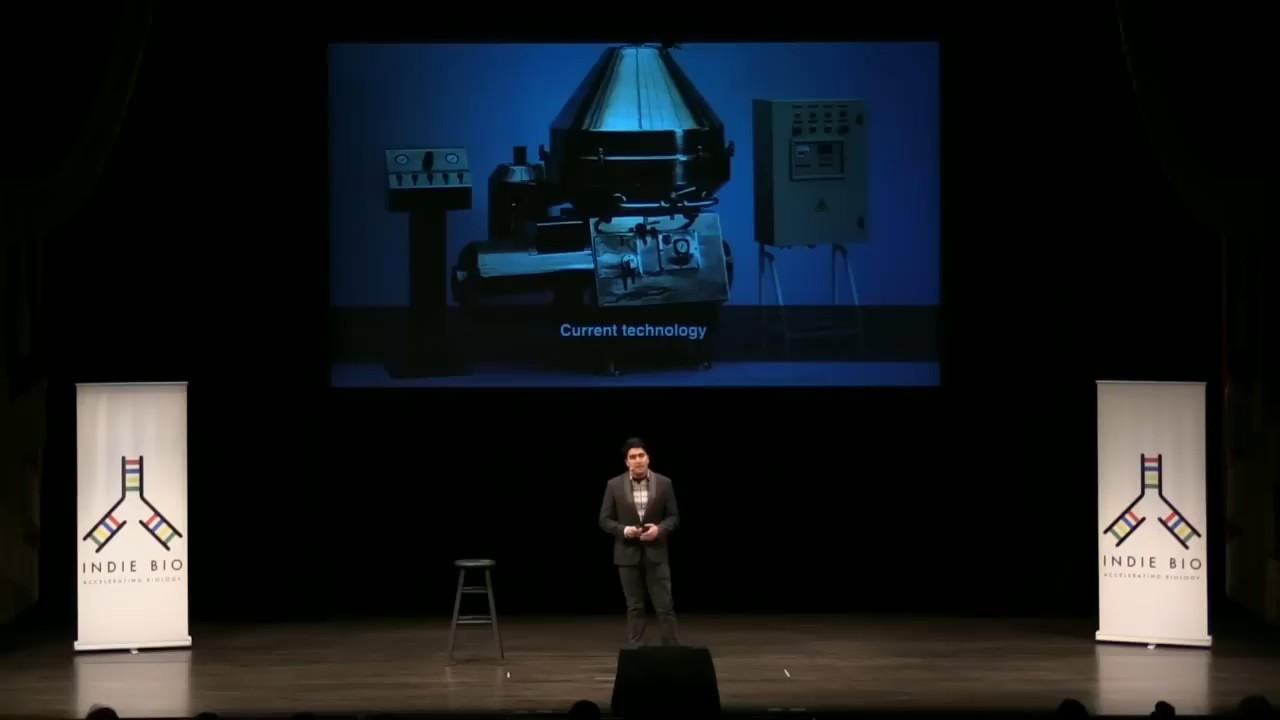 Current technology
INDIE BIO
ACCELERATING BIOLOGY
INDIE BIO
ACCELERATING BIOLOGY